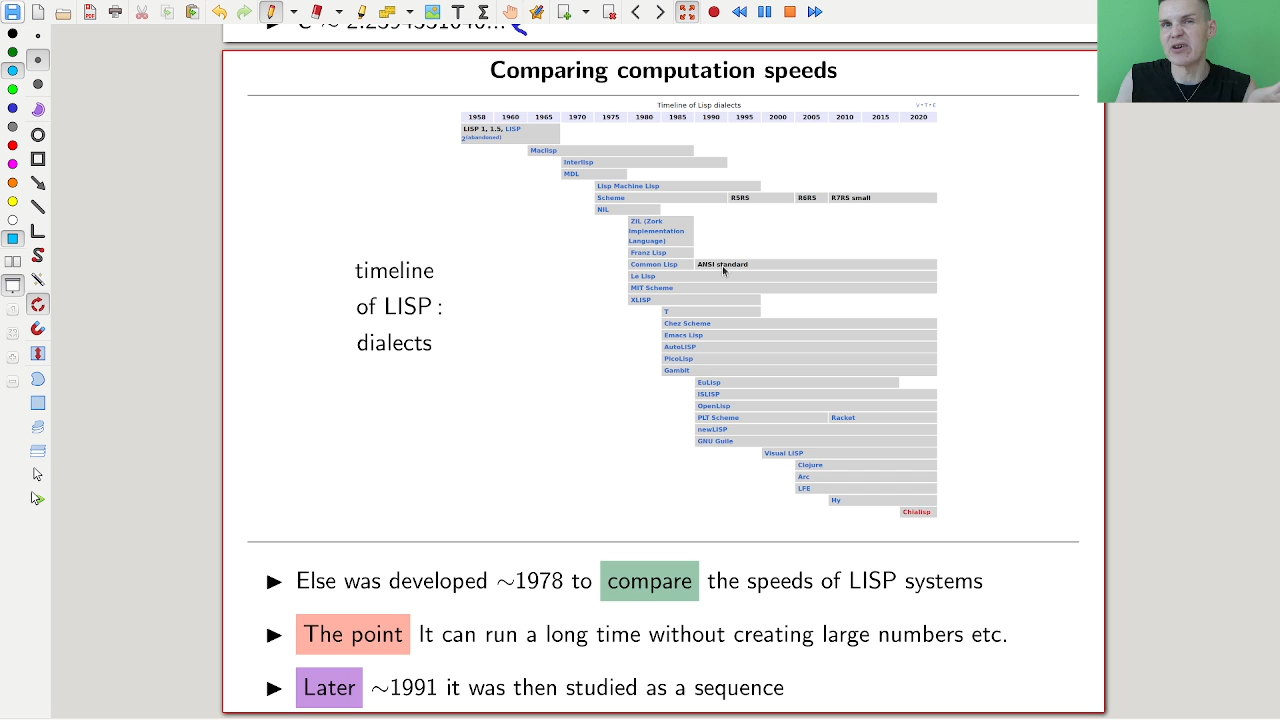 C ~ 2.2394331040...
Comparing computation speeds
Timeline of Lisp dialects
V·T·E
1958 1960 1965 1970 1975 1980 1985 1990 1995 2000 2005 2010 2015 2020
LISP 1, 1.5, LISP
2(abandoned)
Maclisp
Interlisp
MDL
Lisp Machine Lisp
Scheme R5RS R6RS R7RS small
NIL
ZIL (Zork
Implementation
Language)
Franz Lisp
Common Lisp ANSI standard
Le Lisp
MIT Scheme
XLISP
T
Chez Scheme
Emacs Lisp
AutoLISP
PicoLisp
Gambit
EuLisp
ISLISP
OpenLisp
PLT Scheme Racket
newLISP
GNU Guile
Visual LISP
Clojure
Arc
LFE
Hy
Chialisp
timeline
of LISP :
dialects
► Else was developed ~1978 to compare the speeds of LISP systems
► The point It can run a long time without creating large numbers etc.
► Later ~1991 it was then studied as a sequence